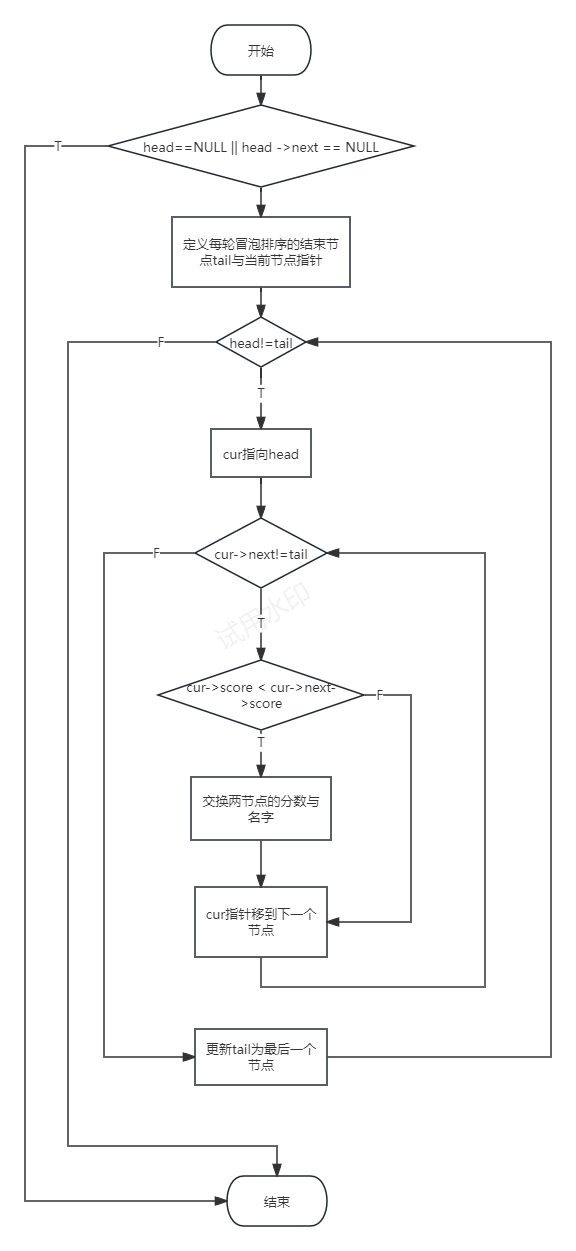 开始
head==NULL || head ->next == NULL
T
定义每轮冒泡排序的结束节
点tail与当前节点指针
head!=tail
F
T
cur指向head
cur->next!=tail
F
试用水印
T
cur->score < cur->next-
>score
F
T
交换两节点的分数与
名字
cur指针移到下一个
节点
更新tail为最后一个
节点
结束